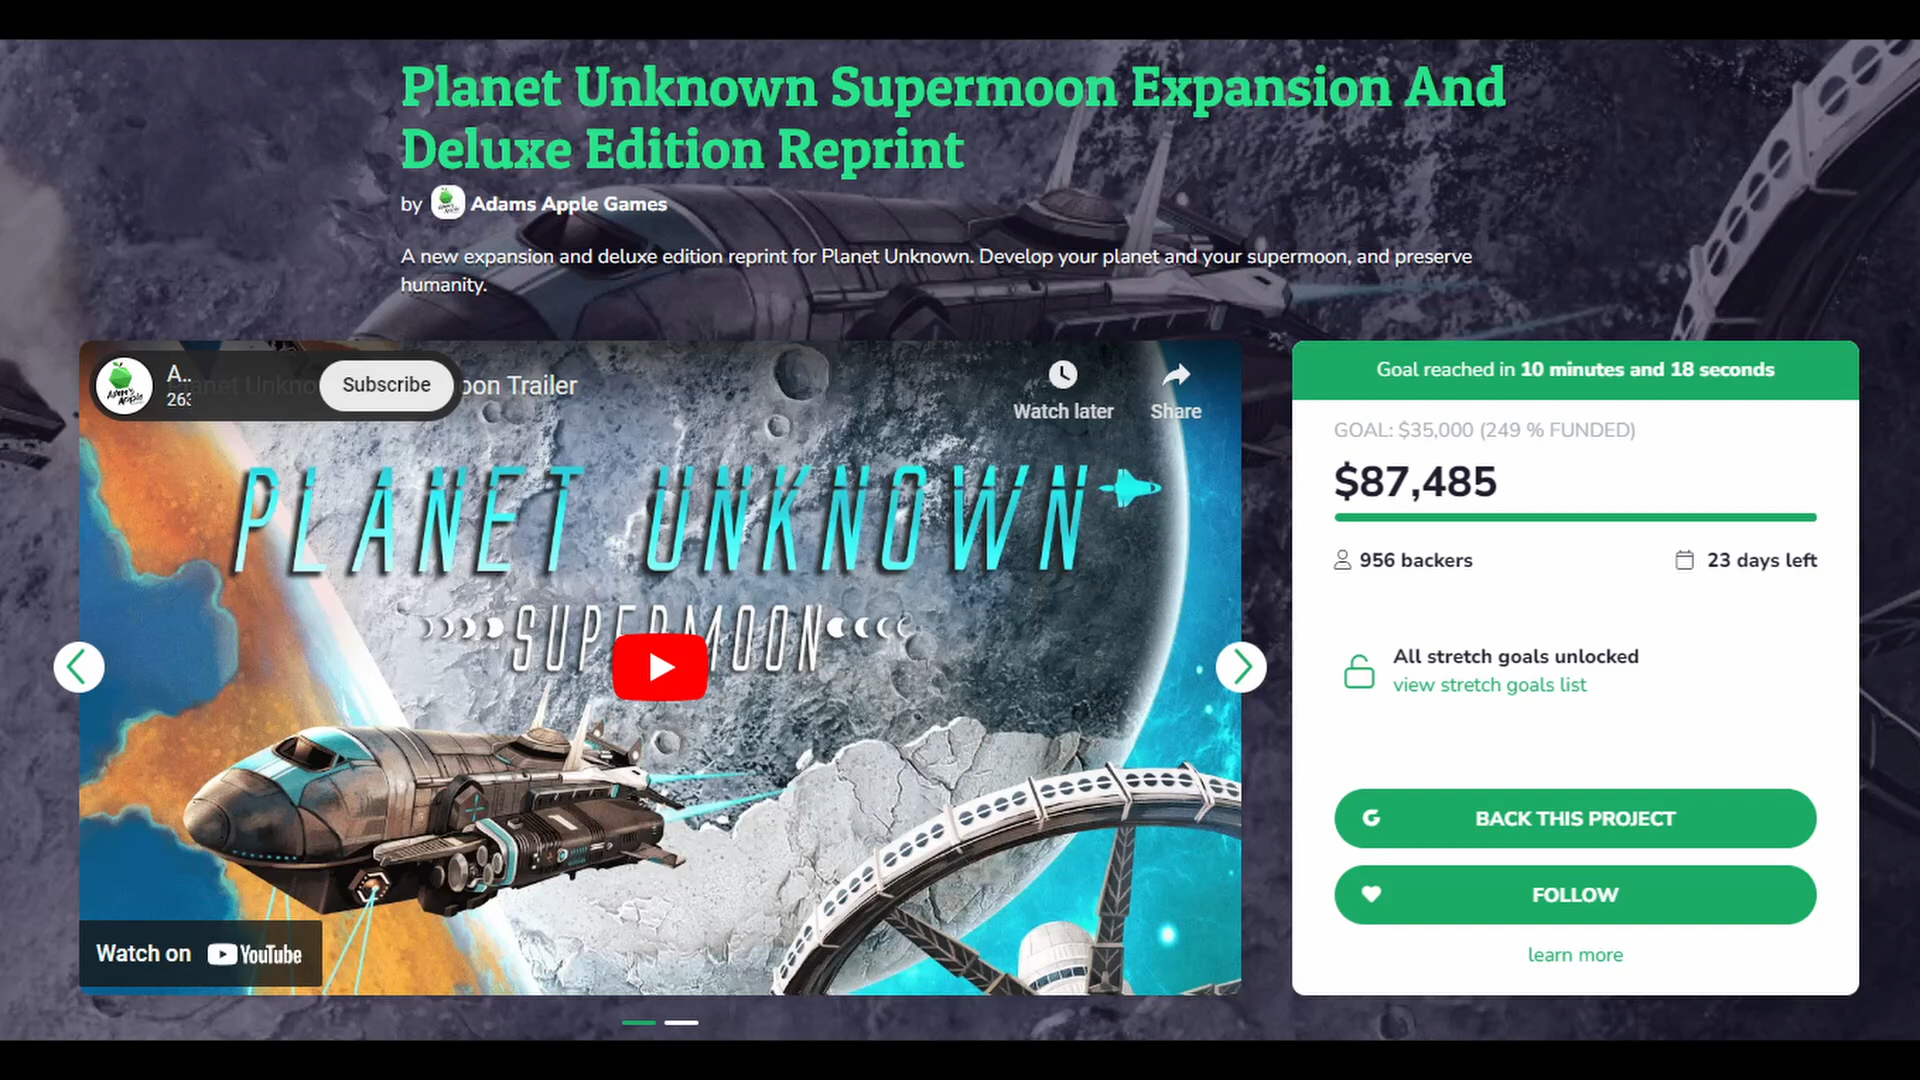 Planet Unknown Supermoon Expansion And
Deluxe Edition Reprint
by Adams Apple Games
A new expansion and deluxe edition reprint for Planet Unknown. Develop your planet and your supermoon, and preserve
humanity.
A..
263
Subscribe
oon Trailer
Watch later
Share
PLANET UNKNOWN
SUPERMOON
Watch on YouTube
Goal reached in 10 minutes and 18 seconds
GOAL: $35,000 (249 % FUNDED)
$87,485
956 backers
23 days left
All stretch goals unlocked
view stretch goals list
BACK THIS PROJECT
FOLLOW
learn more